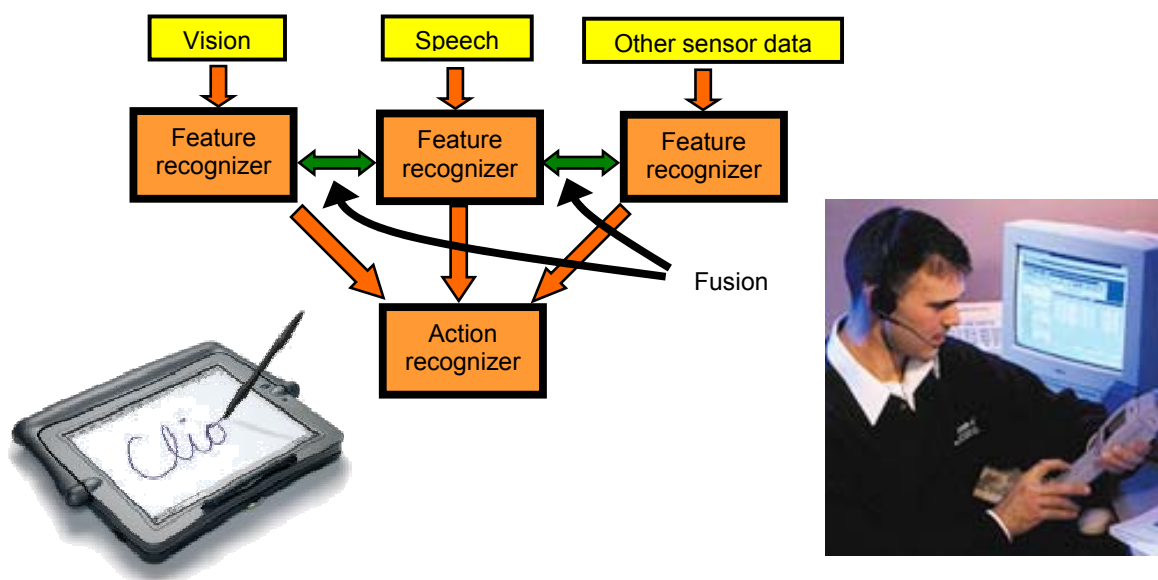 Vision
Speech
Other sensor data
Feature
recognizer
Feature
recognizer
Feature
recognizer
Fusion
Action
recognizer
Clio